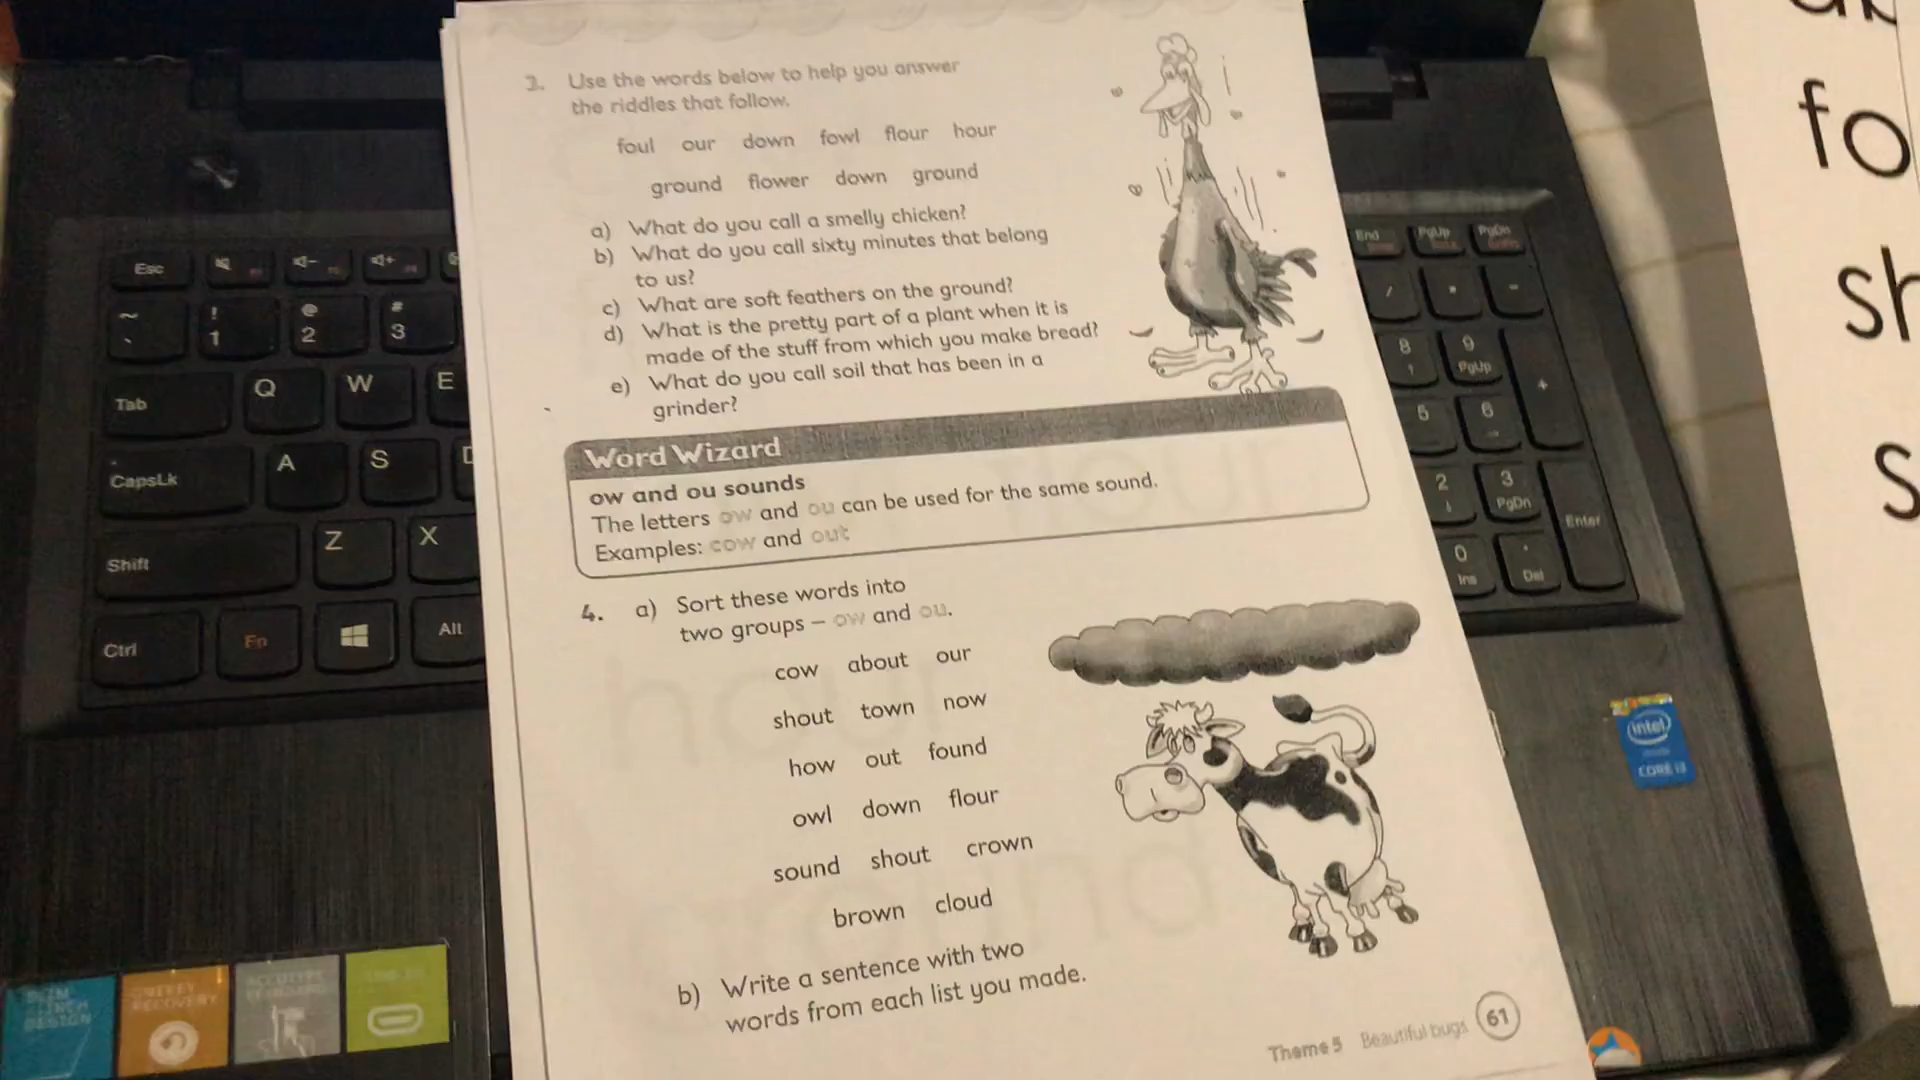 3. Use the words below to help you answer
the riddles that follow.
foul our down fowl flour hour
ground flower down ground
a) What do you call a smelly chicken?
b) What do you call sixty minutes that belong
to us?
c) What are soft feathers on the ground?
d) What is the pretty part of a plant when it is
made of the stuff from which you make bread?
e) What do you call soil that has been in a
grinder?
Word Wizard
ow and ou sounds
The letters ow and ou can be used for the same sound.
Examples: cow and out
4. a) Sort these words into
two groups – ow and ou.
cow about our
shout town now
how out found
owl down flour
sound shout crown
brown cloud
b) Write a sentence with two
words from each list you made.
Theme 5 Beautiful bugs 61
Esc
~ ! @ #
` 1 2 3
Tab Q W E
CapsLk A S D
Shift Z X
Ctrl Fn Alt
End PgUp PgDn
/ * -
8 9 PgUp +
5 6
2 3 PgDn Enter
0 Ins . Del
intel
CORE i3
fo
sh
s